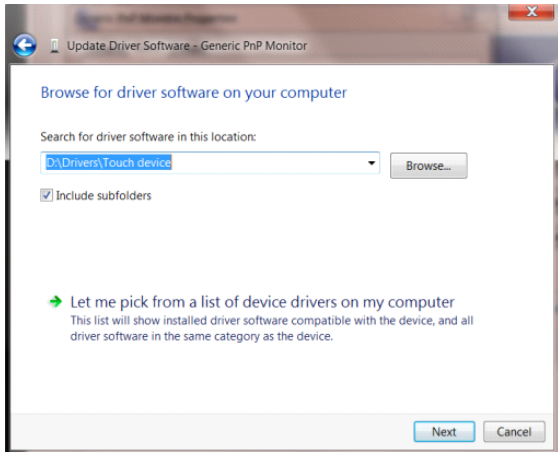 Update Driver Software - Generic PnP Monitor
Browse for driver software on your computer
Search for driver software in this location:
D:\Drivers\Touch device
Browse...
Include subfolders
Let me pick from a list of device drivers on my computer
This list will show installed driver software compatible with the device, and all
driver software in the same category as the device.
Next
Cancel